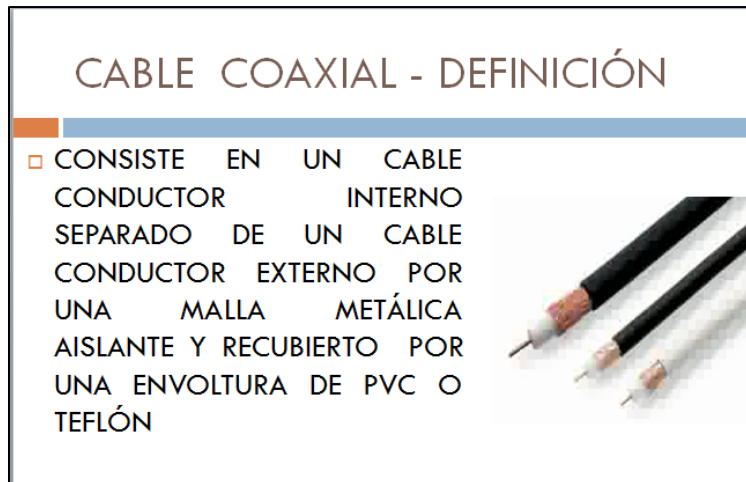 CABLE COAXIAL - DEFINICIÓN
CONSISTE EN UN CABLE
CONDUCTOR INTERNO
SEPARADO DE UN CABLE
CONDUCTOR EXTERNO POR
UNA MALLA METÁLICA
AISLANTE Y RECUBIERTO POR
UNA ENVOLTURA DE PVC O
TEFLÓN